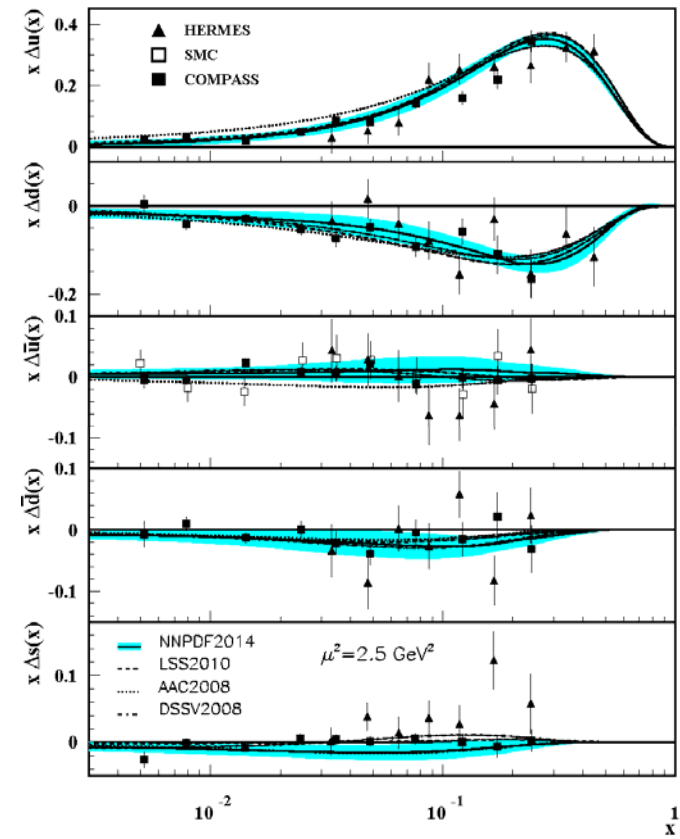 x Δu(x)
0.4
0.2
0
HERMES
SMC
COMPASS
x Δd(x)
0
-0.2
x Δu̅(x)
0.1
0
-0.1
x Δd̅(x)
0.1
0
-0.1
x Δs(x)
0.1
0
NNPDF2014
LSS2010
AAC2008
DSSV2008
μ²=2.5 GeV²
10⁻²
10⁻¹
1
x